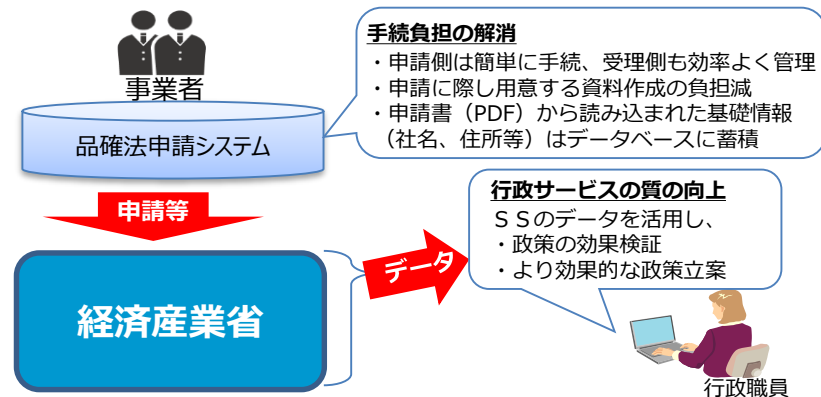 手続負担の解消
・申請側は簡単に手続、受理側も効率よく管理
・申請に際し用意する資料作成の負担減
・申請書（PDF）から読み込まれた基礎情報
（社名、住所等）はデータベースに蓄積
事業者
品確法申請システム
申請等
経済産業省
データ
行政サービスの質の向上
ＳＳのデータを活用し、
・政策の効果検証
・より効果的な政策立案
行政職員